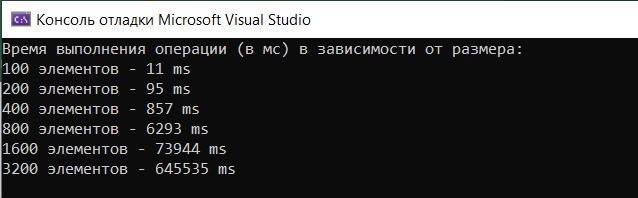 C:\ Консоль отладки Microsoft Visual Studio
Время выполнения операции (в мс) в зависимости от размера:
100 элементов - 11 ms
200 элементов - 95 ms
400 элементов - 857 ms
800 элементов - 6293 ms
1600 элементов - 73944 ms
3200 элементов - 645535 ms